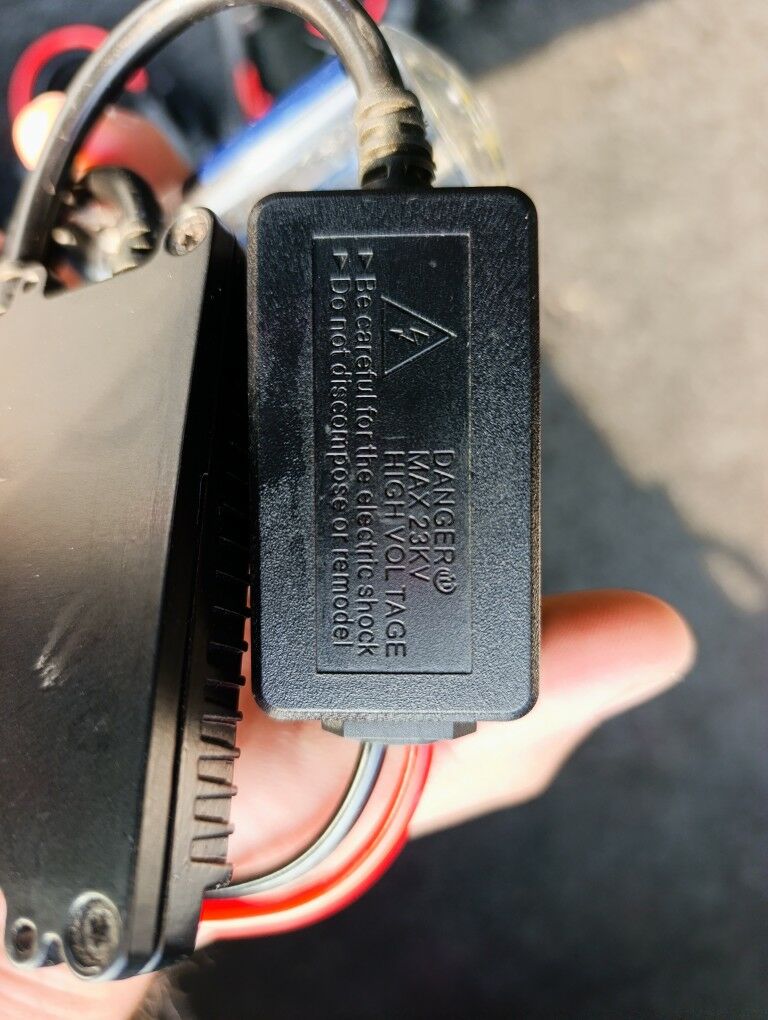 DANGER
MAX 23KV
HIGH VOL TAGE
▶Be careful for the electric shock
▶Do not discompose or remodel